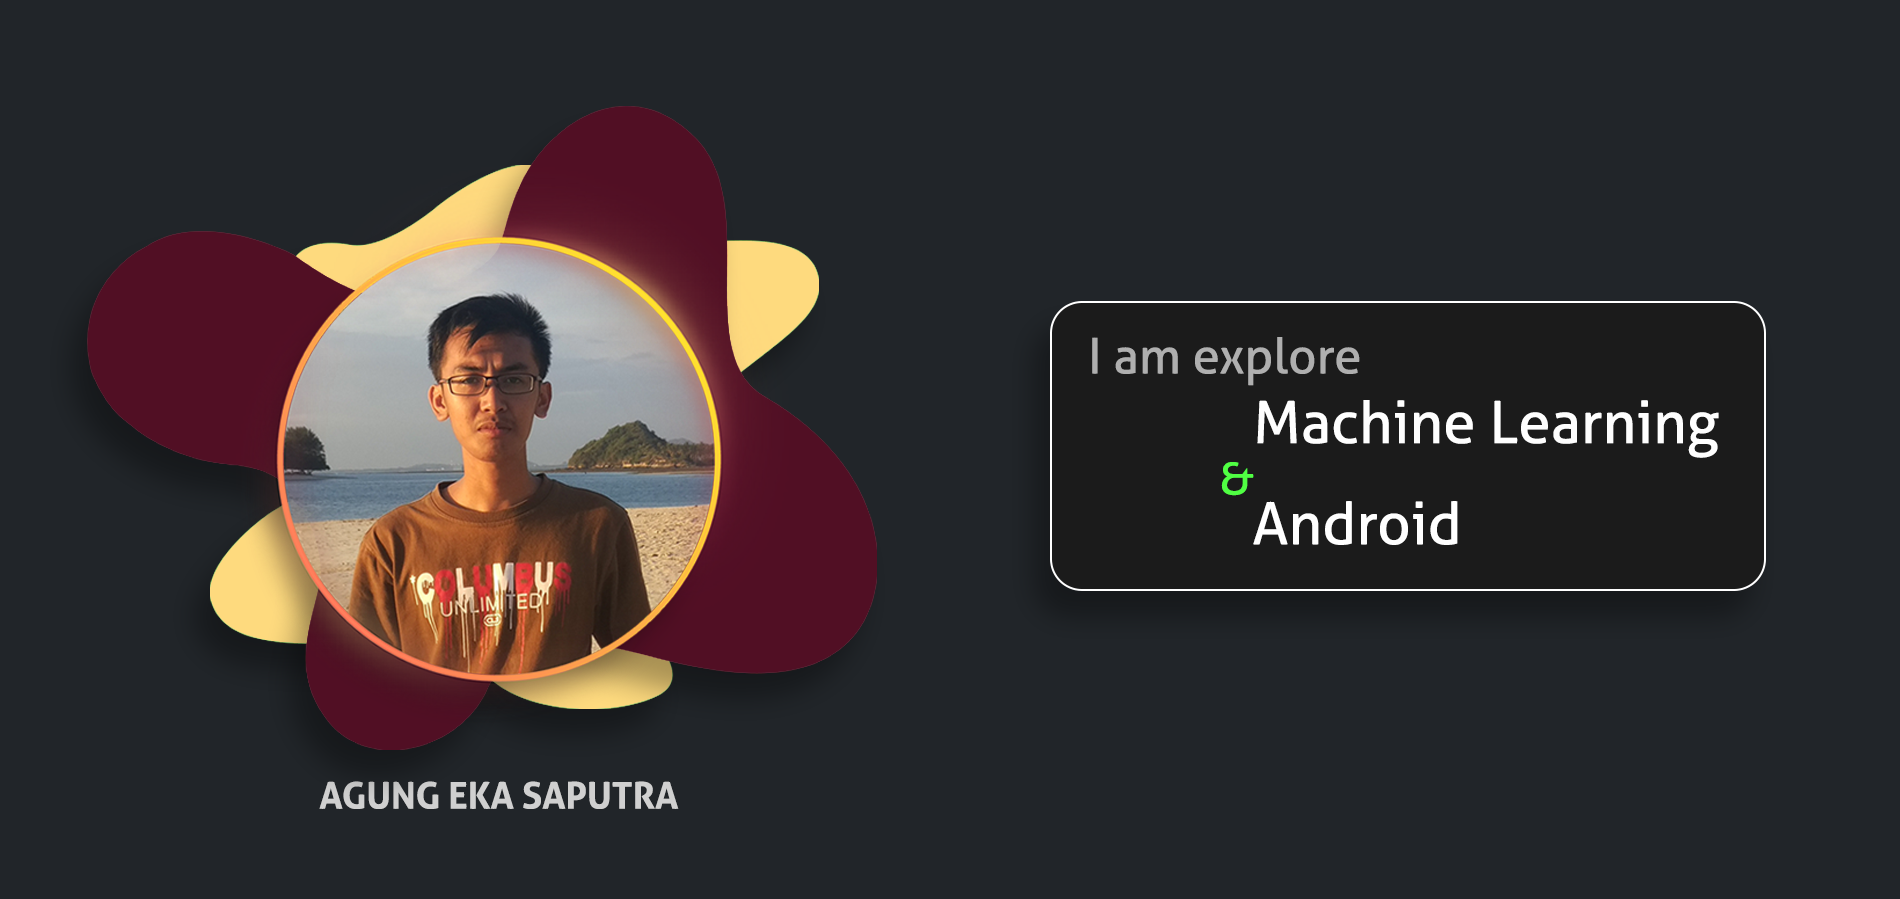 COLUMBUS
UNLIMITED
AGUNG EKA SAPUTRA
I am explore
Machine Learning
&
Android